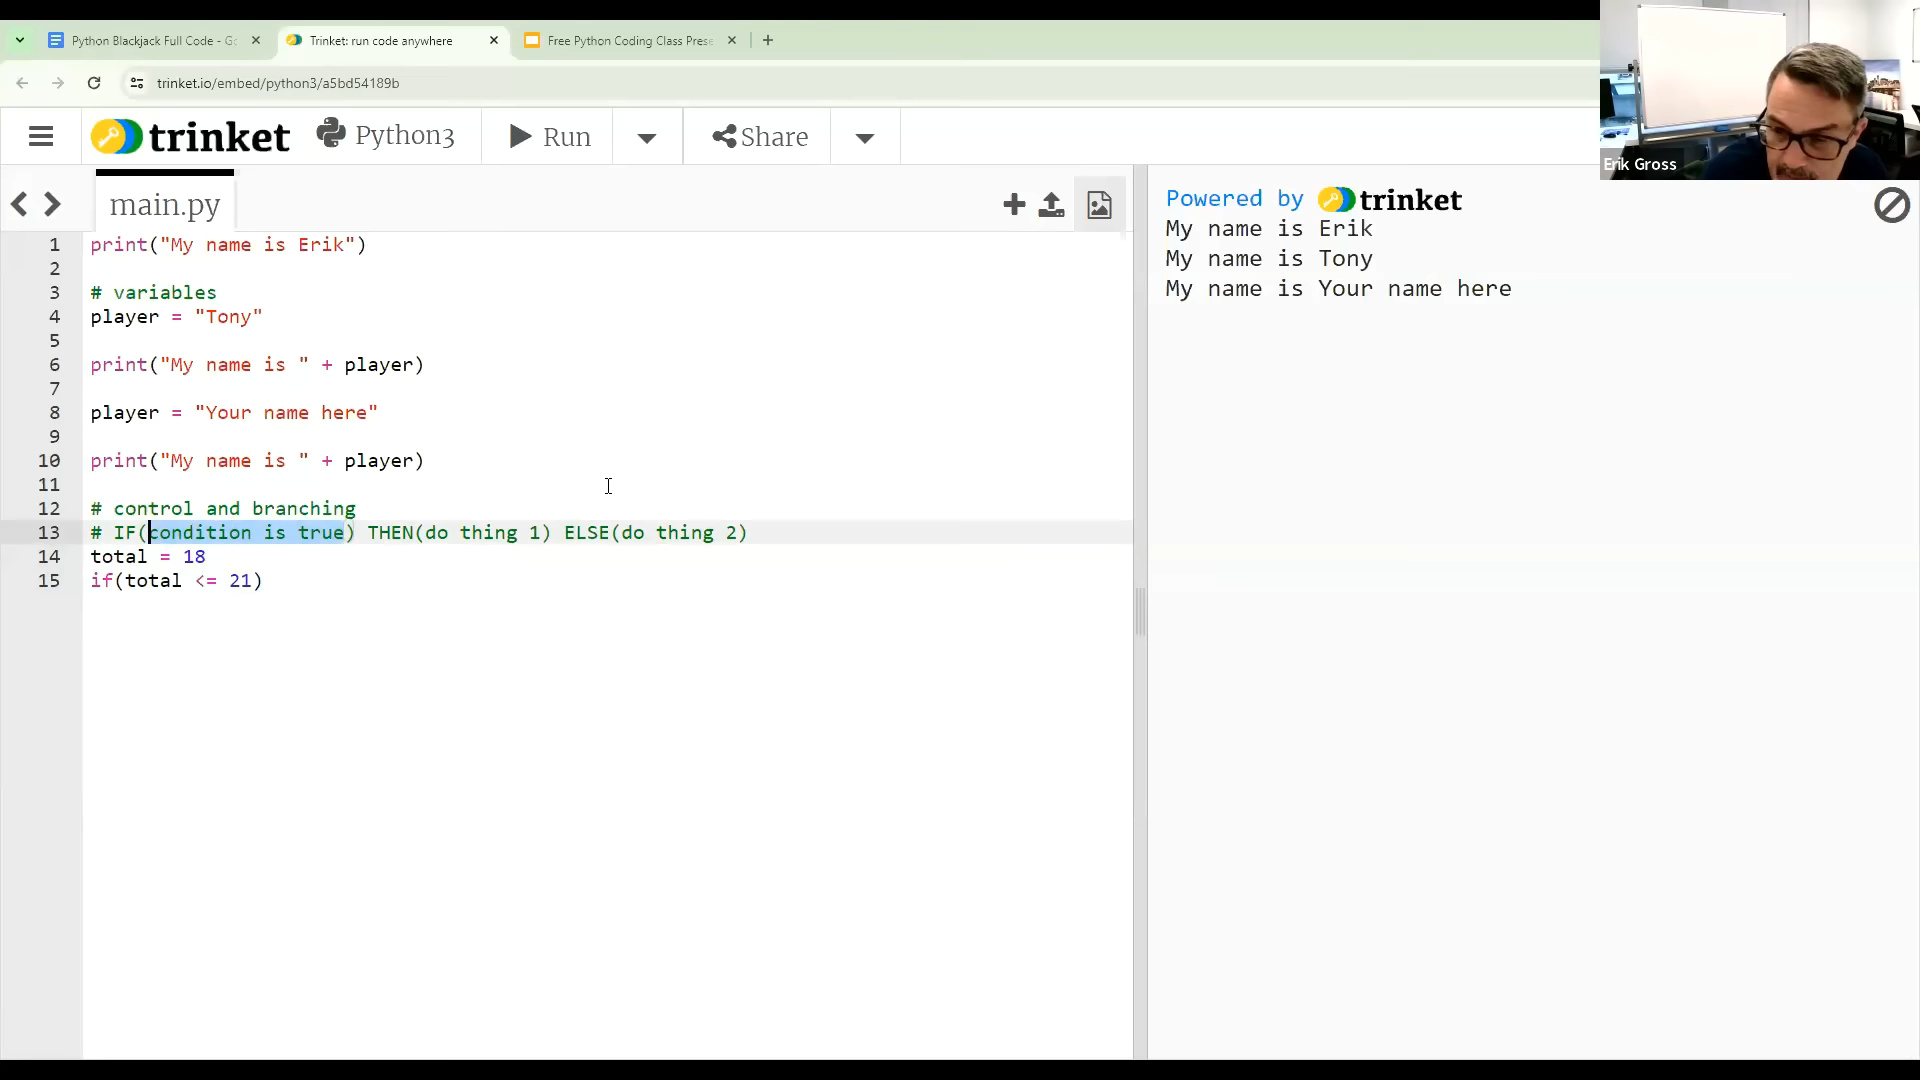 Python Blackjack Full Code - Go
Trinket: run code anywhere
Free Python Coding Class Prese
trinket.io/embed/python3/a5bd54189b
trinket
Python3
Run
Share
main.py
1 print("My name is Erik")
2
3 # variables
4 player = "Tony"
5
6 print("My name is " + player)
7
8 player = "Your name here"
9
10 print("My name is " + player)
11
12 # control and branching
13 # IF(condition is true) THEN(do thing 1) ELSE(do thing 2)
14 total = 18
15 if(total <= 21)
Powered by trinket
My name is Erik
My name is Tony
My name is Your name here
Erik Gross